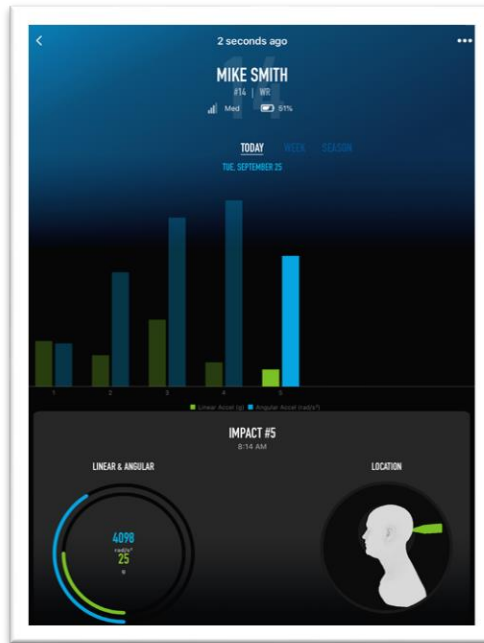 2 seconds ago
14
MIKE SMITH
#14 | WR
Med 51%
TODAY WEEK SEASON
TUE, SEPTEMBER 25
1 2 3 4 5
Linear Accel (g) Angular Accel (rad/s²)
IMPACT #5
8:14 AM
LINEAR & ANGULAR LOCATION
4098
rad/s²
25
g